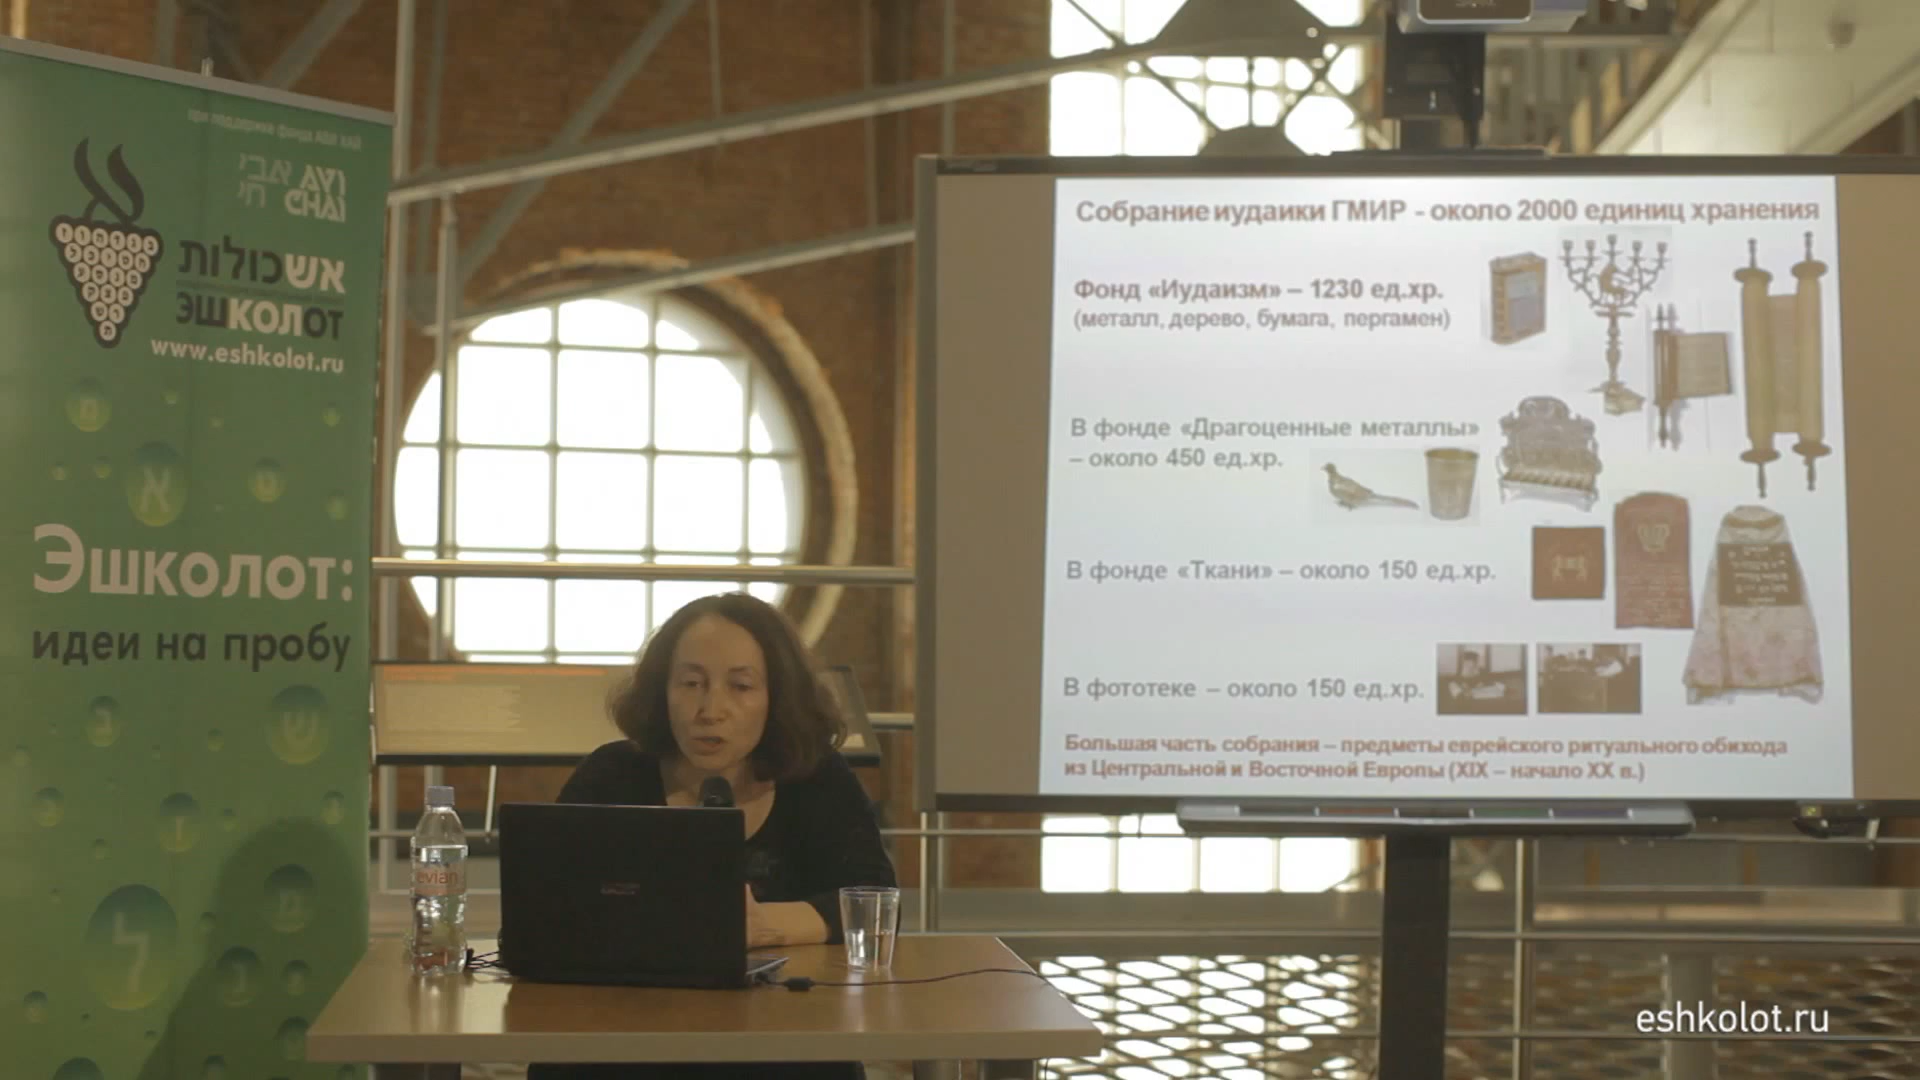 при поддержке фонда АВИ ХАЙ
אבי
חי
AVI
CHAI
אשכולות
ЭШКОЛОТ
www.eshkolot.ru
Эшколот:
идеи на пробу
Собрание иудаики ГМИР - около 2000 единиц хранения
Фонд «Иудаизм» – 1230 ед.хр.
(металл, дерево, бумага, пергамен)
В фонде «Драгоценные металлы»
– около 450 ед.хр.
В фонде «Ткани» – около 150 ед.хр.
В фототеке – около 150 ед.хр.
Большая часть собрания – предметы еврейского ритуального обихода
из Центральной и Восточной Европы (XIX – начало XX в.)
evian
eshkolot.ru